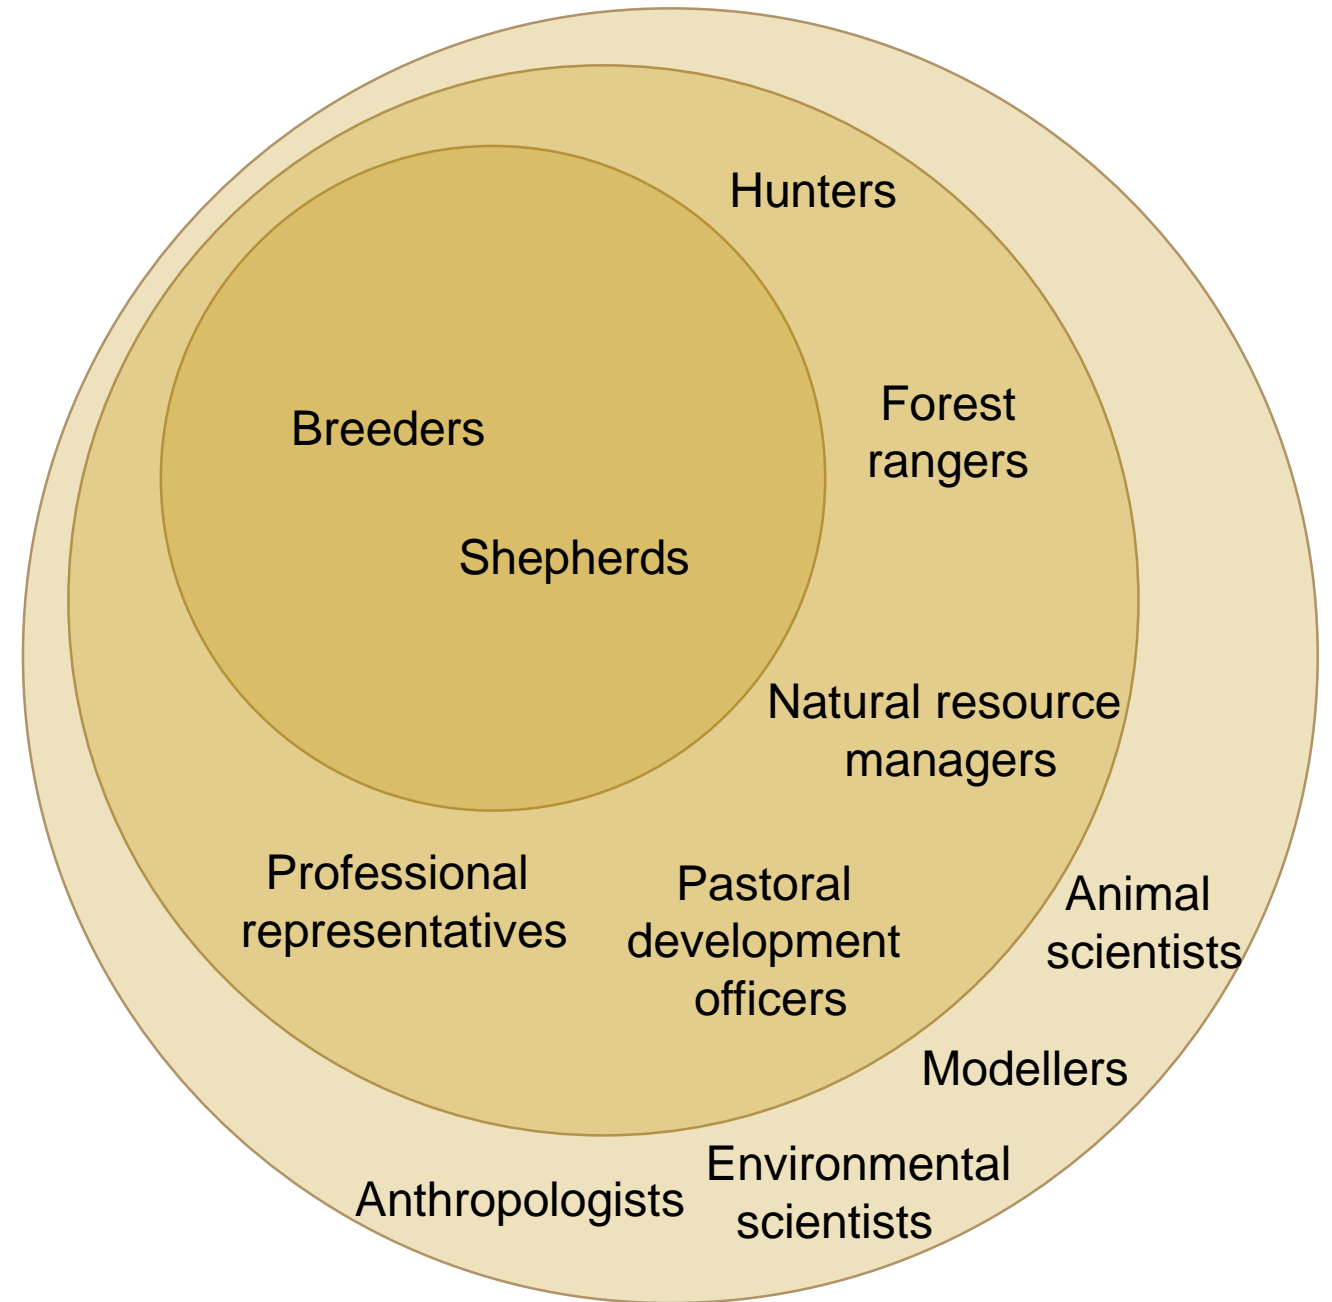 Hunters
Forest
rangers
Breeders
Shepherds
Natural resource
managers
Professional
representatives
Pastoral
development
officers
Animal
scientists
Modellers
Environmental
scientists
Anthropologists